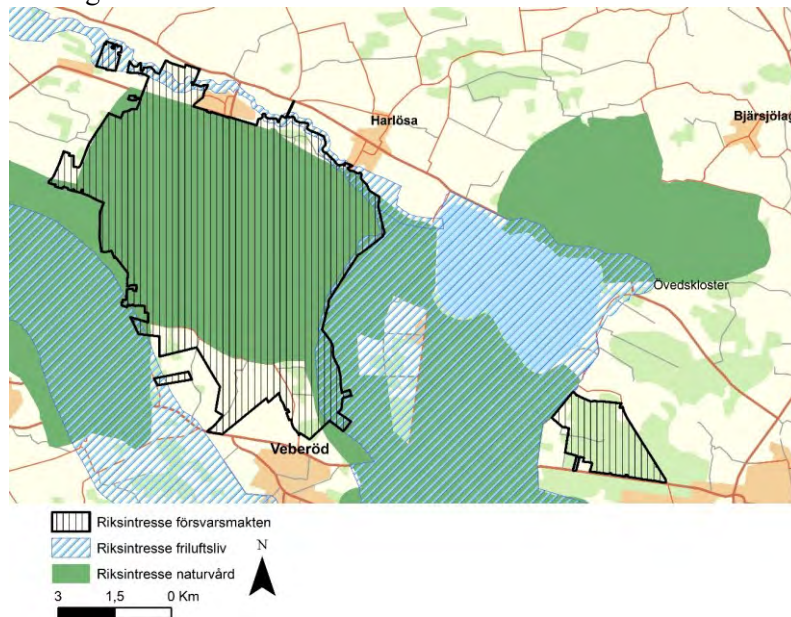 Harlösa
Bjärsjölag
Övedskloster
Veberöd
Riksintresse försvarsmakten
Riksintresse friluftsliv
Riksintresse naturvård
N
3 1,5 0 Km